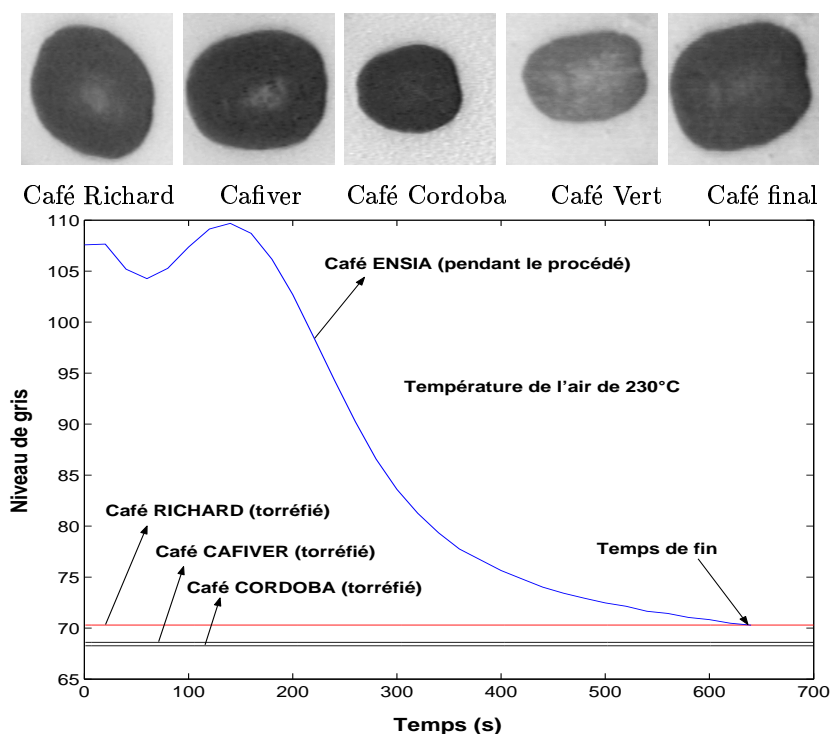 Café Richard Cafiver Café Cordoba Café Vert Café final
110
105
100
95
90
85
80
75
70
65
Niveau de gris
Café ENSIA (pendant le procédé)
Température de l'air de 230°C
Café RICHARD (torréfié)
Café CAFIVER (torréfié)
Café CORDOBA (torréfié)
Temps de fin
0 100 200 300 400 500 600 700
Temps (s)